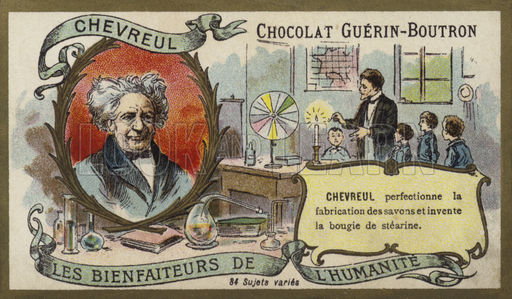 CHEVREUL
CHOCOLAT GUÉRIN-BOUTRON
CHEVREUL perfectionne la
fabrication des savons et invente
la bougie de stéarine.
LES BIENFAITEURS DE L'HUMANITÉ
84 Sujets variés